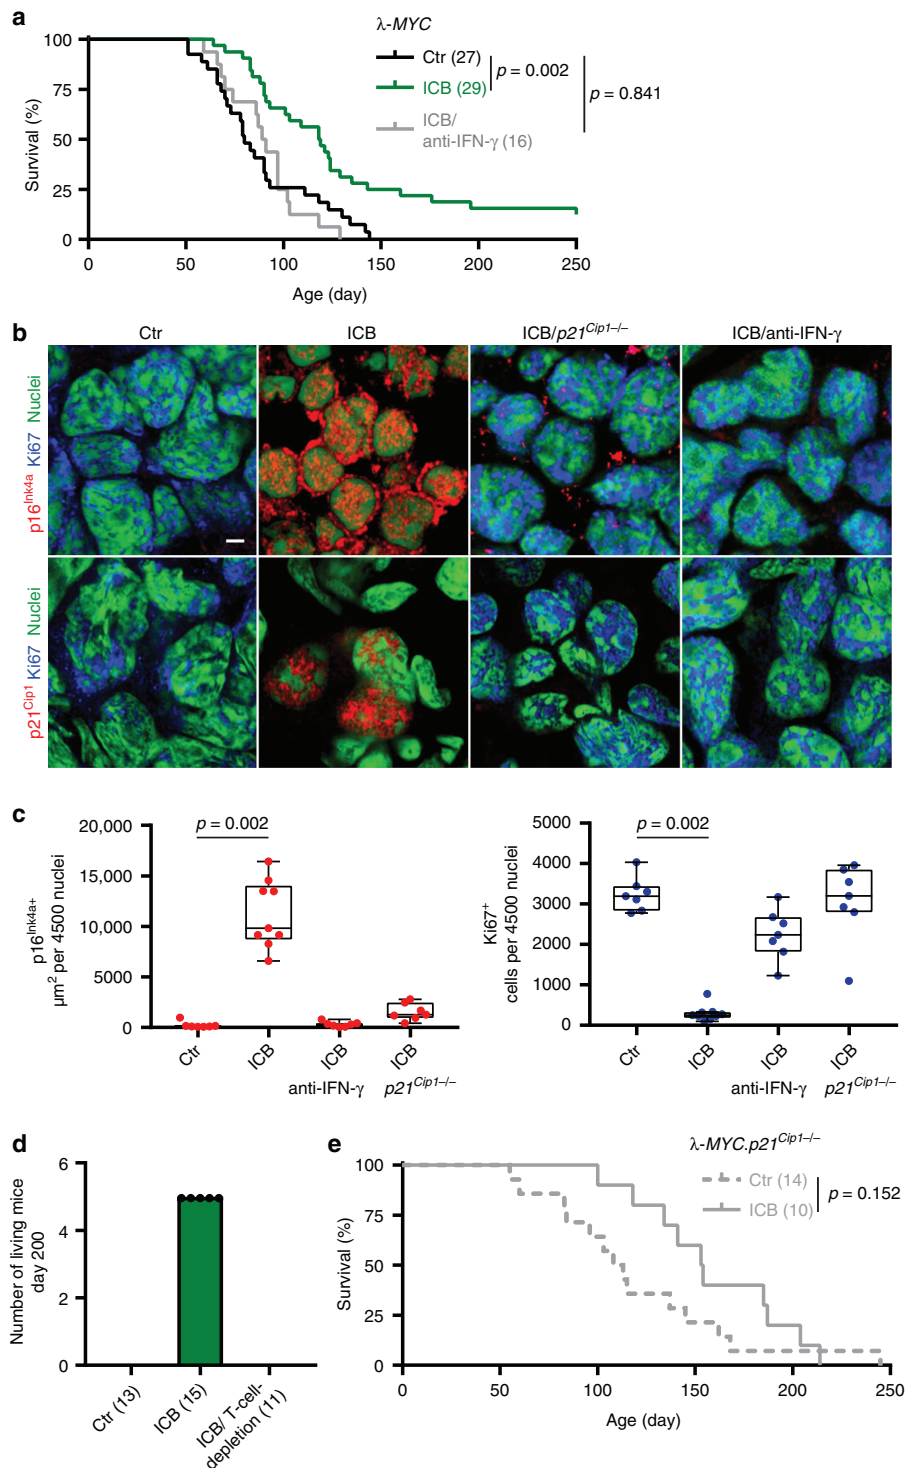 a
λ-MYC
100
75
50
25
0
Survival (%)
0 50 100 150 200 250
Age (day)
Ctr (27)
ICB (29)
ICB/
anti-IFN-γ (16)
p = 0.002
p = 0.841
b
Ctr ICB ICB/p21Cip1–/– ICB/anti-IFN-γ
p16Ink4a Ki67 Nuclei
p21Cip1 Ki67 Nuclei
c
p16Ink4a+
µm2 per 4500 nuclei
20,000
15,000
10,000
5000
0
p = 0.002
Ctr
ICB
ICB
anti-IFN-γ
ICB
p21Cip1–/–
Ki67+
cells per 4500 nuclei
5000
4000
3000
2000
1000
0
p = 0.002
Ctr
ICB
ICB
anti-IFN-γ
ICB
p21Cip1–/–
d
Number of living mice
day 200
6
4
2
0
Ctr (13)
ICB (15)
ICB/ T-cell-
depletion (11)
e
λ-MYC.p21Cip1–/–
Survival (%)
100
75
50
25
0
Ctr (14)
ICB (10)
p = 0.152
0 50 100 150 200 250
Age (day)